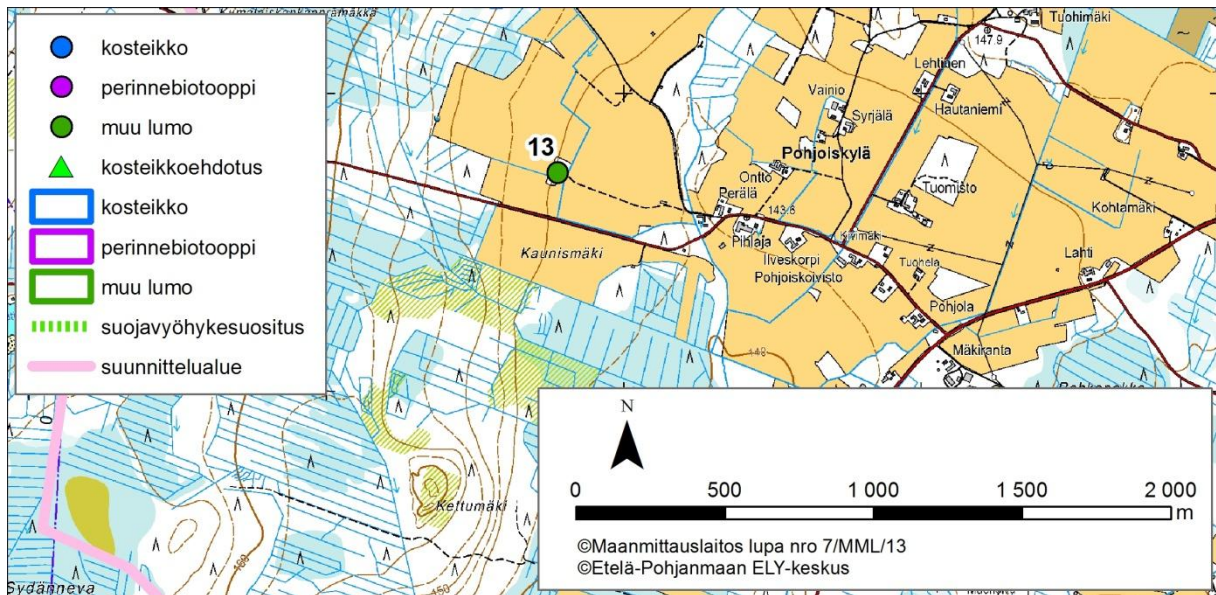 kosteikko
perinnebiotooppi
muu lumo
kosteikkoehdotus
kosteikko
perinnebiotooppi
muu lumo
suojavyöhykesuositus
suunnittelualue
13
Tuohimäki
147.9
Lehtinen
Vainio
Hautaniemi
Syrjälä
Pohjoiskylä
Ontto
Perälä
Tuomisto
Kohtamäki
143.6
Pihlaja
Kivimäki
Kaunismäki
Ilveskorpi
Tuohela
Lahti
Pohjoiskoivisto
Pohjola
Mäkiranta
Kettumäki
Sydänneva
150
N
0 500 1 000 1 500 2 000
m
©Maanmittauslaitos lupa nro 7/MML/13
©Etelä-Pohjanmaan ELY-keskus